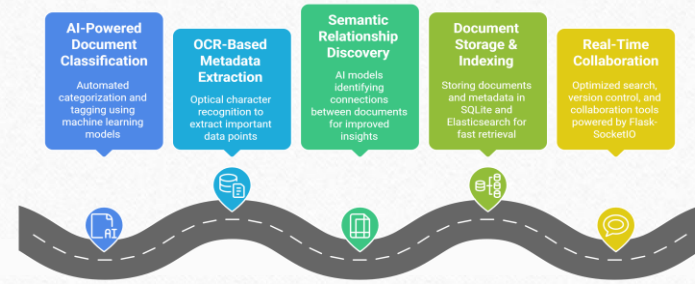 AI-Powered
Document
Classification
Automated
categorization and
tagging using
machine learning
models
OCR-Based
Metadata
Extraction
Optical character
recognition to
extract important
data points
Semantic
Relationship
Discovery
AI models
identifying
connections
between documents
for improved
insights
Document
Storage &
Indexing
Storing documents
and metadata in
SQLite and
Elasticsearch for
fast retrieval
Real-Time
Collaboration
Optimized search,
version control, and
collaboration tools
powered by Flask-
SocketIO
AI